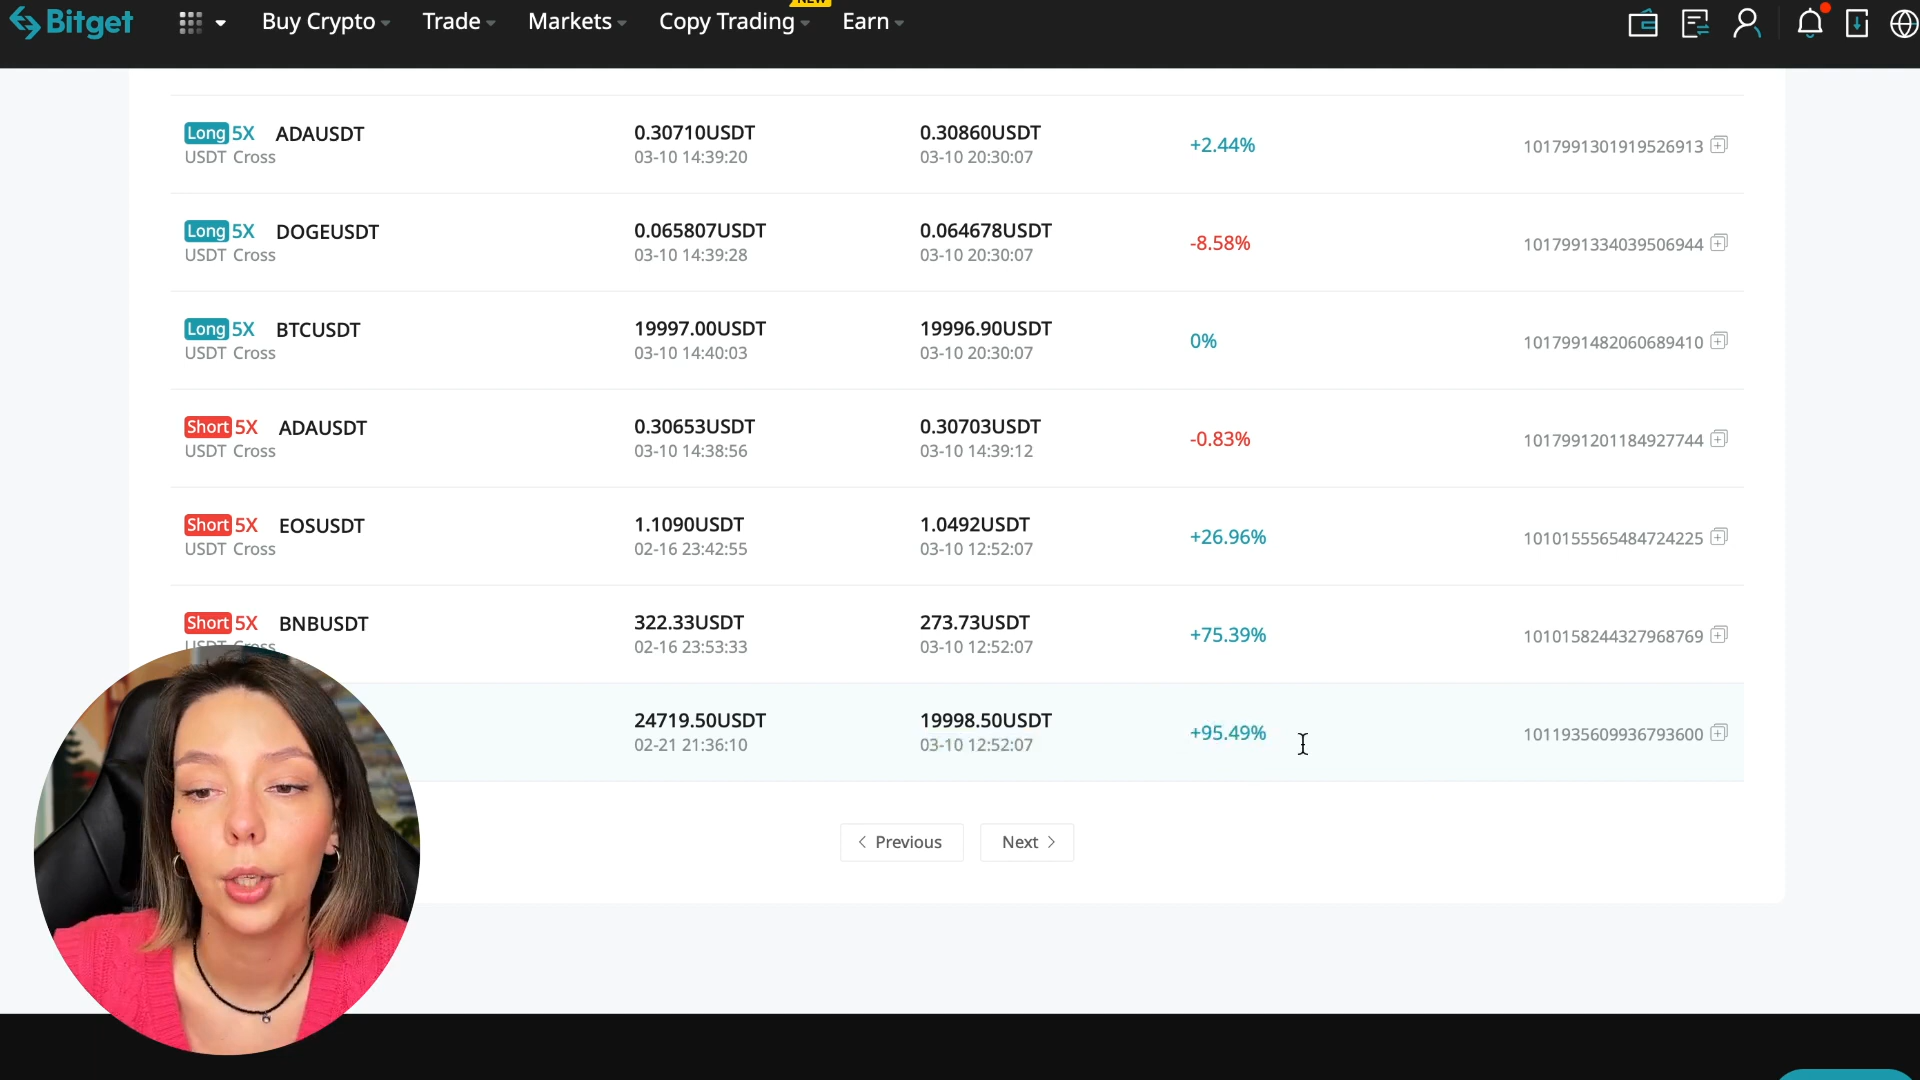 Bitget Buy Crypto Trade Markets Copy Trading NEW Earn
Long 5X ADAUSDT 0.30710USDT 0.30860USDT +2.44% 1017991301919526913
USDT Cross 03-10 14:39:20 03-10 20:30:07
Long 5X DOGEUSDT 0.065807USDT 0.064678USDT -8.58% 1017991334039506944
USDT Cross 03-10 14:39:28 03-10 20:30:07
Long 5X BTCUSDT 19997.00USDT 19996.90USDT 0% 1017991482060689410
USDT Cross 03-10 14:40:03 03-10 20:30:07
Short 5X ADAUSDT 0.30653USDT 0.30703USDT -0.83% 1017991201184927744
USDT Cross 03-10 14:38:56 03-10 14:39:12
Short 5X EOSUSDT 1.1090USDT 1.0492USDT +26.96% 1010155565484724225
USDT Cross 02-16 23:42:55 03-10 12:52:07
Short 5X BNBUSDT 322.33USDT 273.73USDT +75.39% 1010158244327968769
USDT Cross 02-16 23:53:33 03-10 12:52:07
24719.50USDT 19998.50USDT +95.49% 1011935609936793600
02-21 21:36:10 03-10 12:52:07
Previous Next